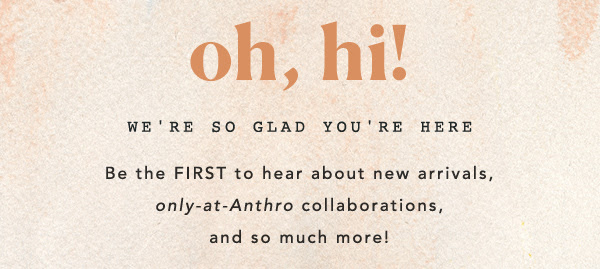 oh, hi!
WE'RE SO GLAD YOU'RE HERE
Be the FIRST to hear about new arrivals,
only-at-Anthro collaborations,
and so much more!